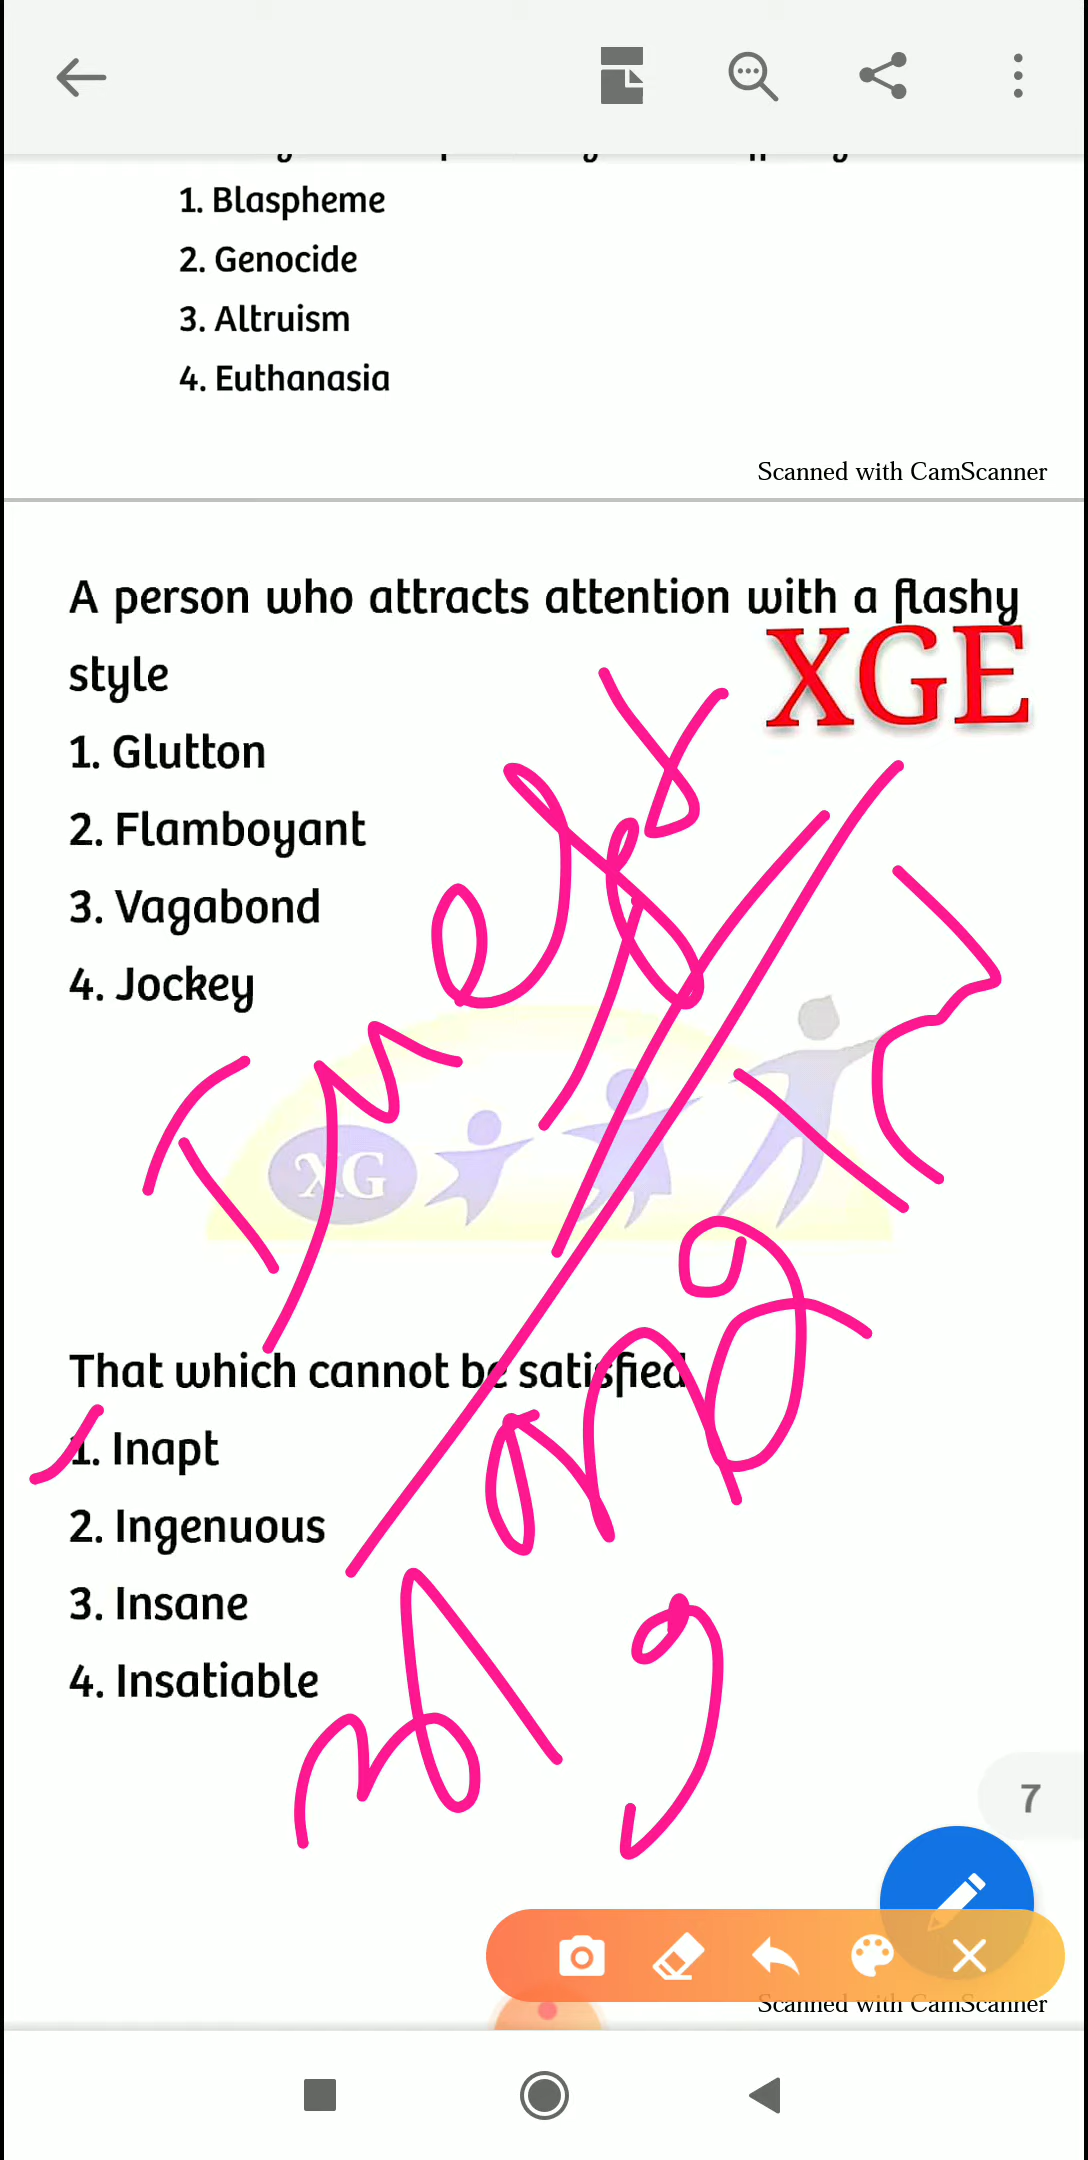 1. Blaspheme
2. Genocide
3. Altruism
4. Euthanasia
Scanned with CamScanner
A person who attracts attention with a flashy
style
XGE
1. Glutton
2. Flamboyant
3. Vagabond
4. Jockey
XG
That which cannot be satisfied
1. Inapt
2. Ingenuous
3. Insane
4. Insatiable
7
Scanned with CamScanner